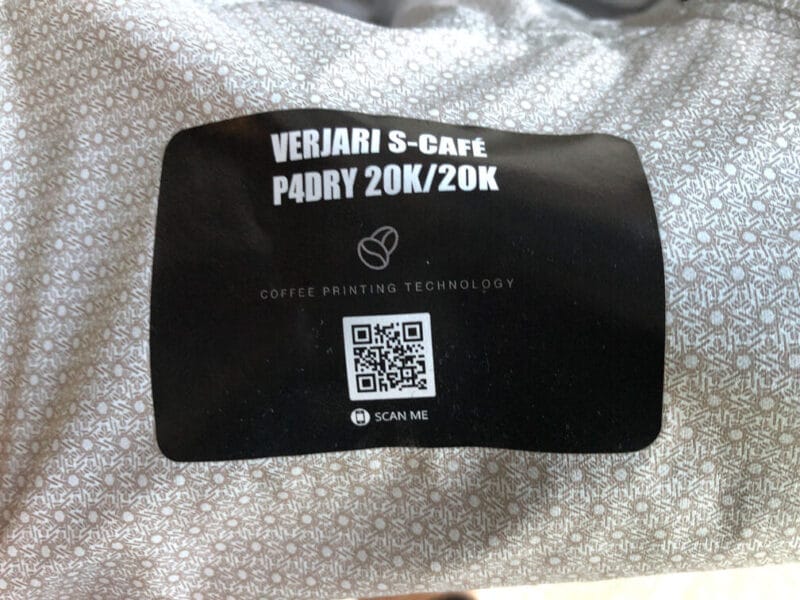 VERJARI S-CAFÉ
P4DRY 20K/20K
COFFEE PRINTING TECHNOLOGY
SCAN ME